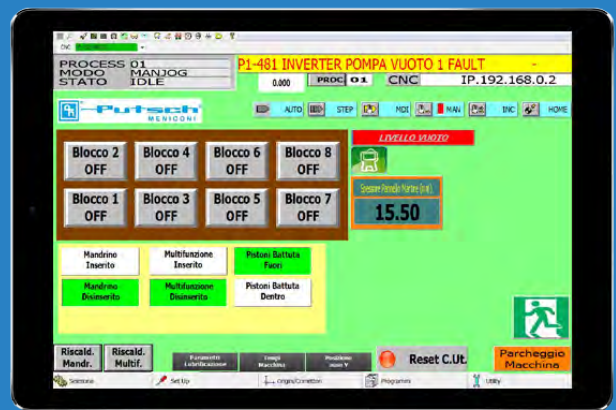 CNC
PROCESS 01
MODO MANJOG
STATO IDLE
P1-481 INVERTER POMPA VUOTO 1 FAULT -
0.000 PROC 01 CNC IP.192.168.0.2
Putsch
MENICONI
AUTO STEP MDI MAN INC HOME
LIVELLO VUOTO
Blocco 2 OFF
Blocco 4 OFF
Blocco 6 OFF
Blocco 8 OFF
Blocco 1 OFF
Blocco 3 OFF
Blocco 5 OFF
Blocco 7 OFF
15.50
Mandrino Inserito
Multifunzione Inserito
Pistoni Battuta Fuori
Mandrino Disinserito
Multifunzione Disinserito
Pistoni Battuta Dentro
Riscald. Mandr.
Riscald. Multif.
Parametri Lubrificazione
Tempi Macchina
Posizione asse Y
Reset C.Ut.
Parcheggio Macchina
Seleziona
Set Up
Origini/Correttori
Programmi
Utility